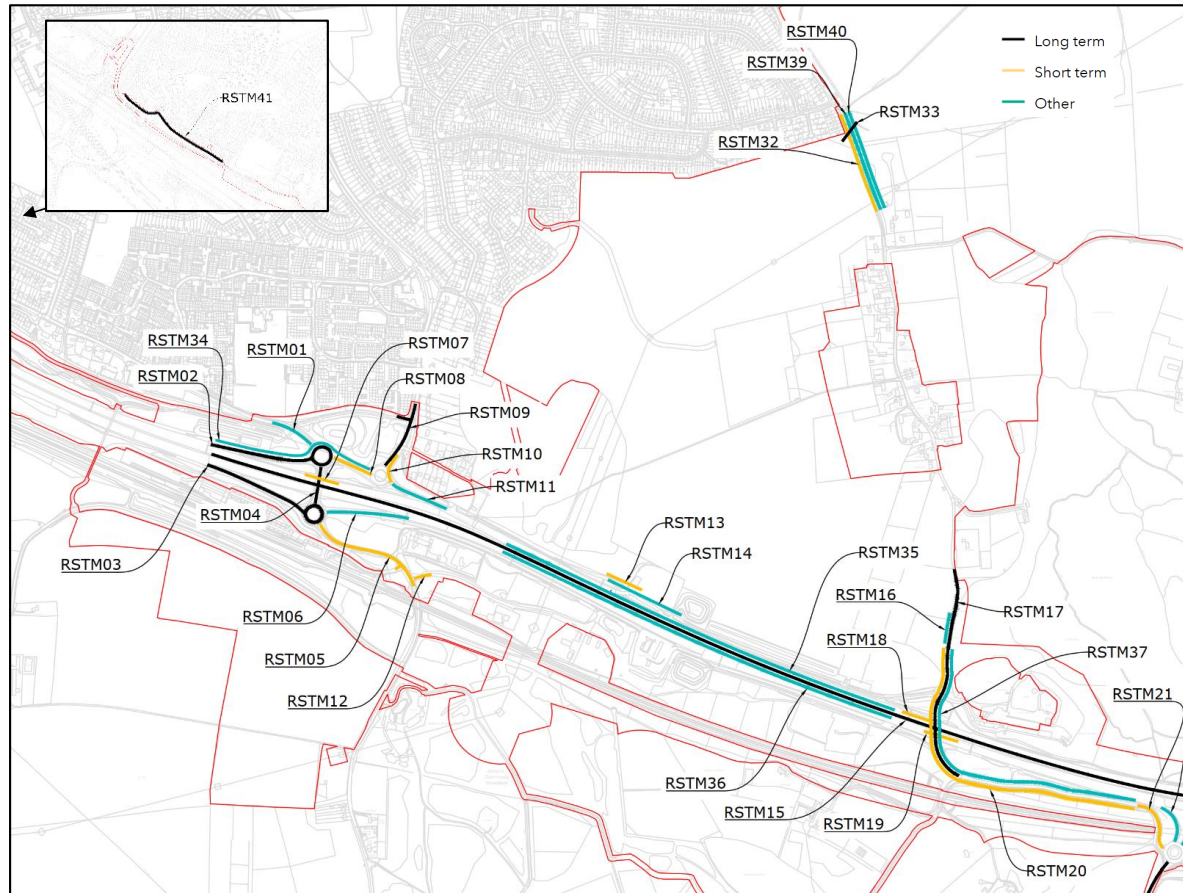 RSTM41
RSTM40
RSTM39
RSTM33
RSTM32
Long term
Short term
Other
RSTM34
RSTM01
RSTM07
RSTM02
RSTM08
RSTM09
RSTM10
RSTM11
RSTM04
RSTM03
RSTM06
RSTM05
RSTM12
RSTM13
RSTM14
RSTM35
RSTM16
RSTM17
RSTM18
RSTM37
RSTM21
RSTM36
RSTM15
RSTM19
RSTM20